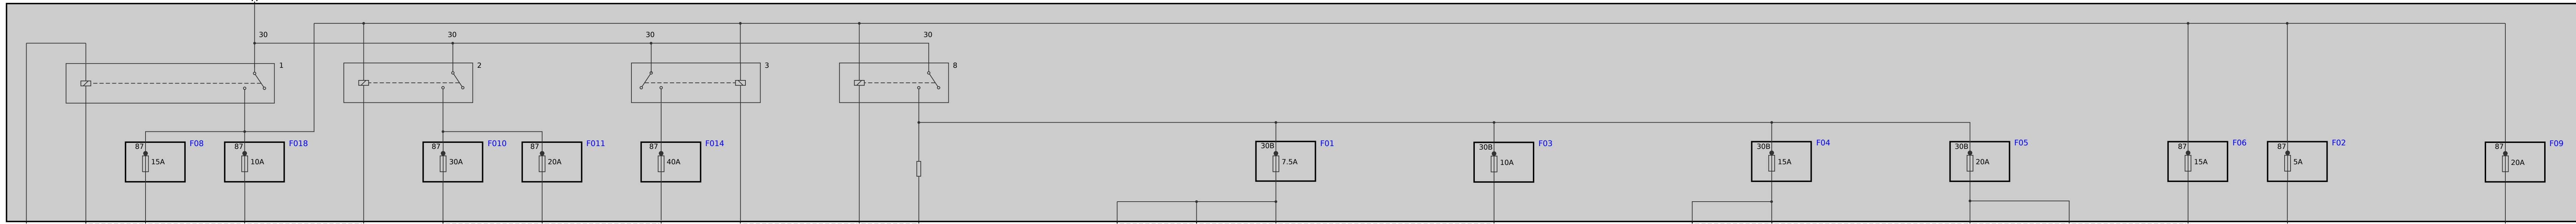 30 30 30 30
1 2 3 8
87 15A F08
87 10A F018
87 30A F010
87 20A F011
87 40A F014
30B 7.5A F01
30B 10A F03
30B 15A F04
30B 20A F05
87 15A F06
87 5A F02
87 20A F09